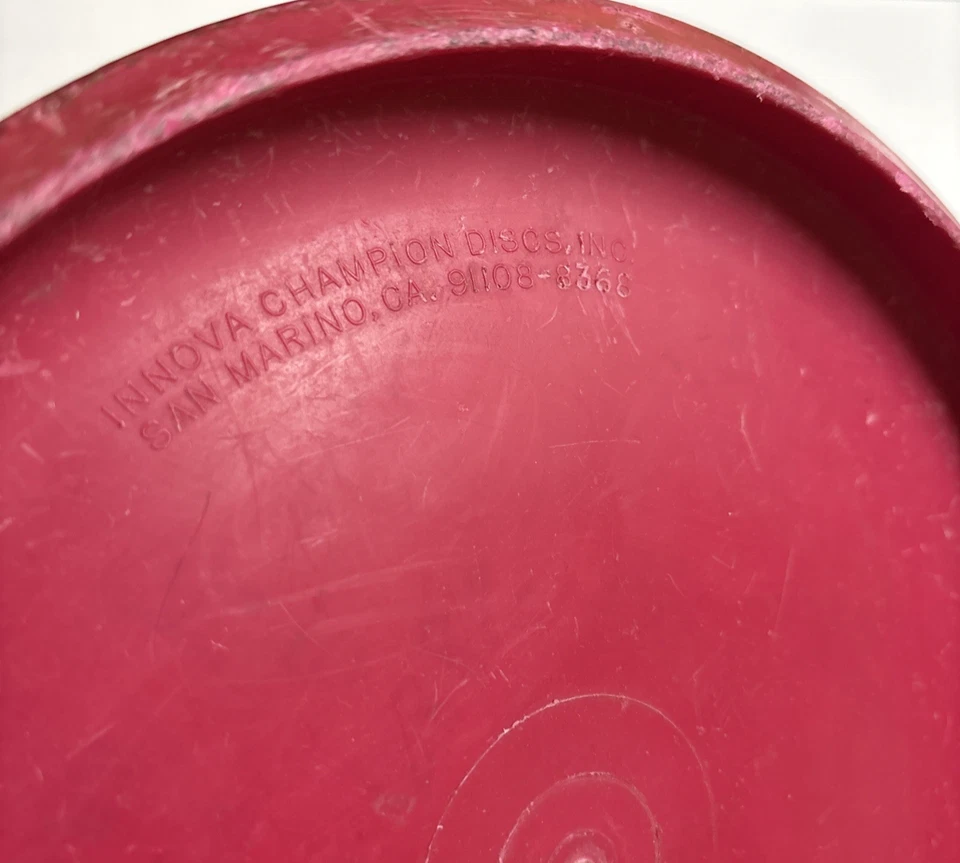 INNOVA CHAMPION DISCS, INC.
SAN MARINO, CA. 91108-8368